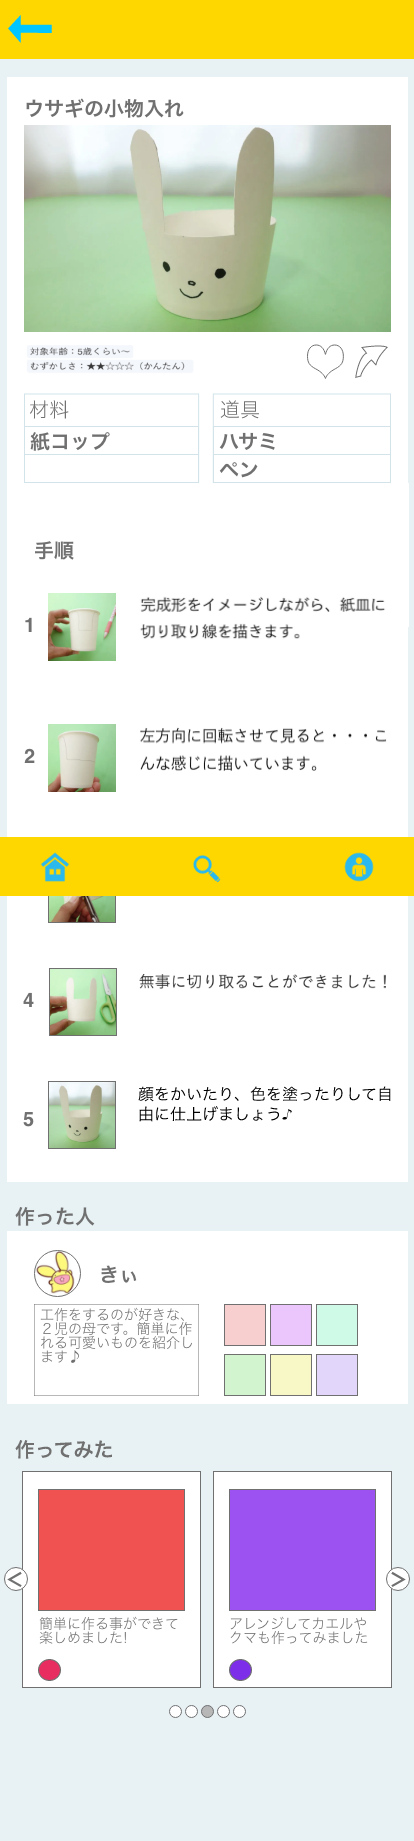 ウサギの小物入れ
対象年齢：5歳くらい〜
むずかしさ：★★☆☆☆（かんたん）
材料
紙コップ
道具
ハサミ
ペン
手順
1
完成形をイメージしながら、紙皿に
切り取り線を描きます。
2
左方向に回転させて見ると・・・こ
んな感じに描いています。
4
無事に切り取ることができました！
5
顔をかいたり、色を塗ったりして自
由に仕上げましょう♪
作った人
きぃ
工作をするのが好きな、
２児の母です。簡単に作
れる可愛いものを紹介し
ます♪
作ってみた
<
簡単に作る事ができて
楽しめました!
アレンジしてカエルや
クマも作ってみました
>